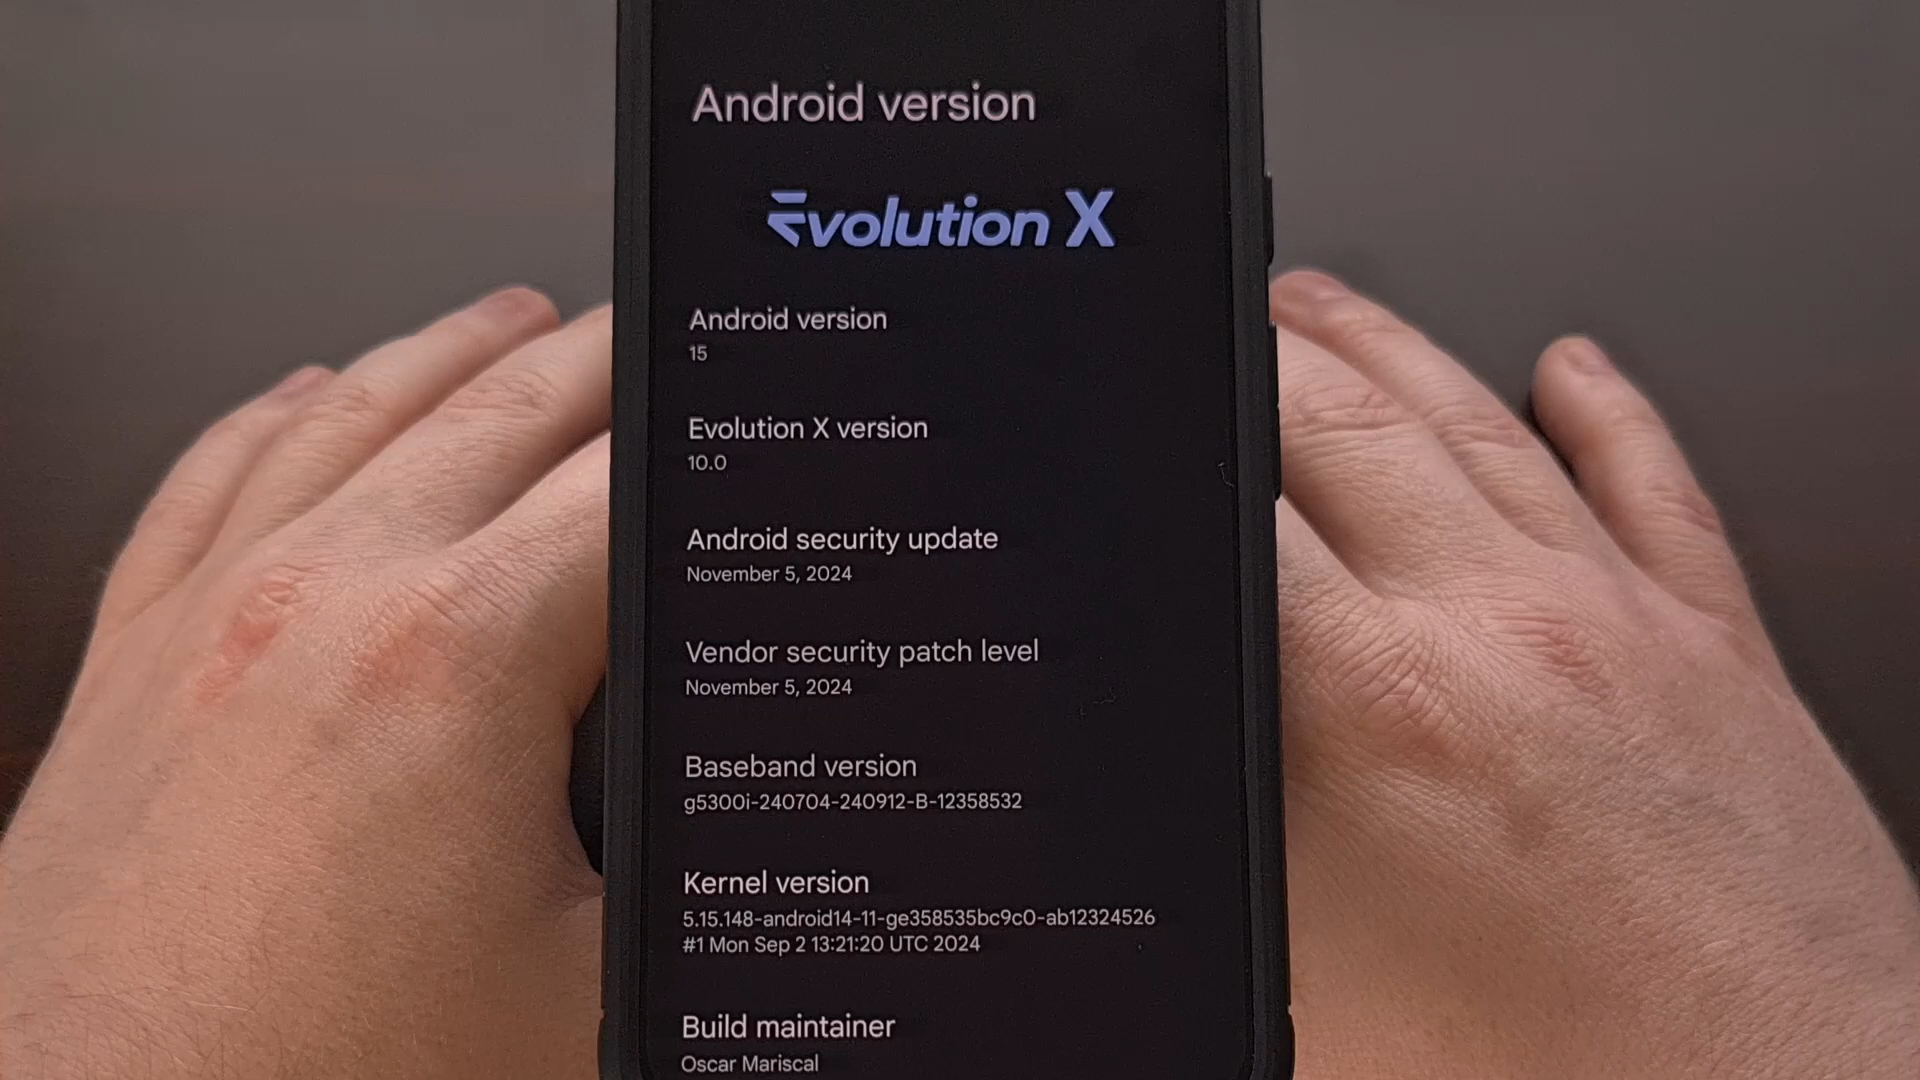 Android version
Evolution X
Android version
15
Evolution X version
10.0
Android security update
November 5, 2024
Vendor security patch level
November 5, 2024
Baseband version
g5300i-240704-240912-B-12358532
Kernel version
5.15.148-android14-11-ge358535bc9c0-ab12324526
#1 Mon Sep 2 13:21:20 UTC 2024
Build maintainer
Oscar Mariscal